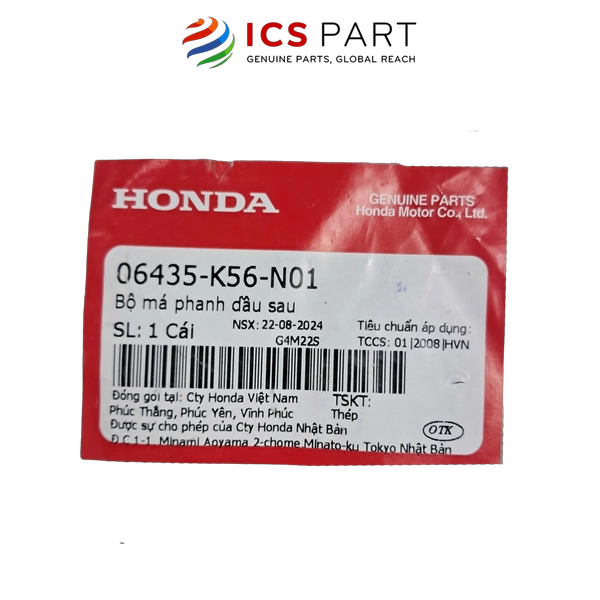 ICS PART
GENUINE PARTS, GLOBAL REACH
HONDA
GENUINE PARTS
Honda Motor Co., Ltd.
06435-K56-N01
Bộ má phanh dầu sau
SL: 1 Cái
NSX: 22-08-2024
G4M22S
Tiêu chuẩn áp dụng:
TCCS: 01|2008|HVN
Đóng gói tại: Cty Honda Việt Nam
Phúc Thắng, Phúc Yên, Vĩnh Phúc
TSKT:
Thép
Được sự cho phép của Cty Honda Nhật Bản
Đ.C 1-1, Minami Aoyama 2-chome,Minato-ku Tokyo Nhật Bản
OTK